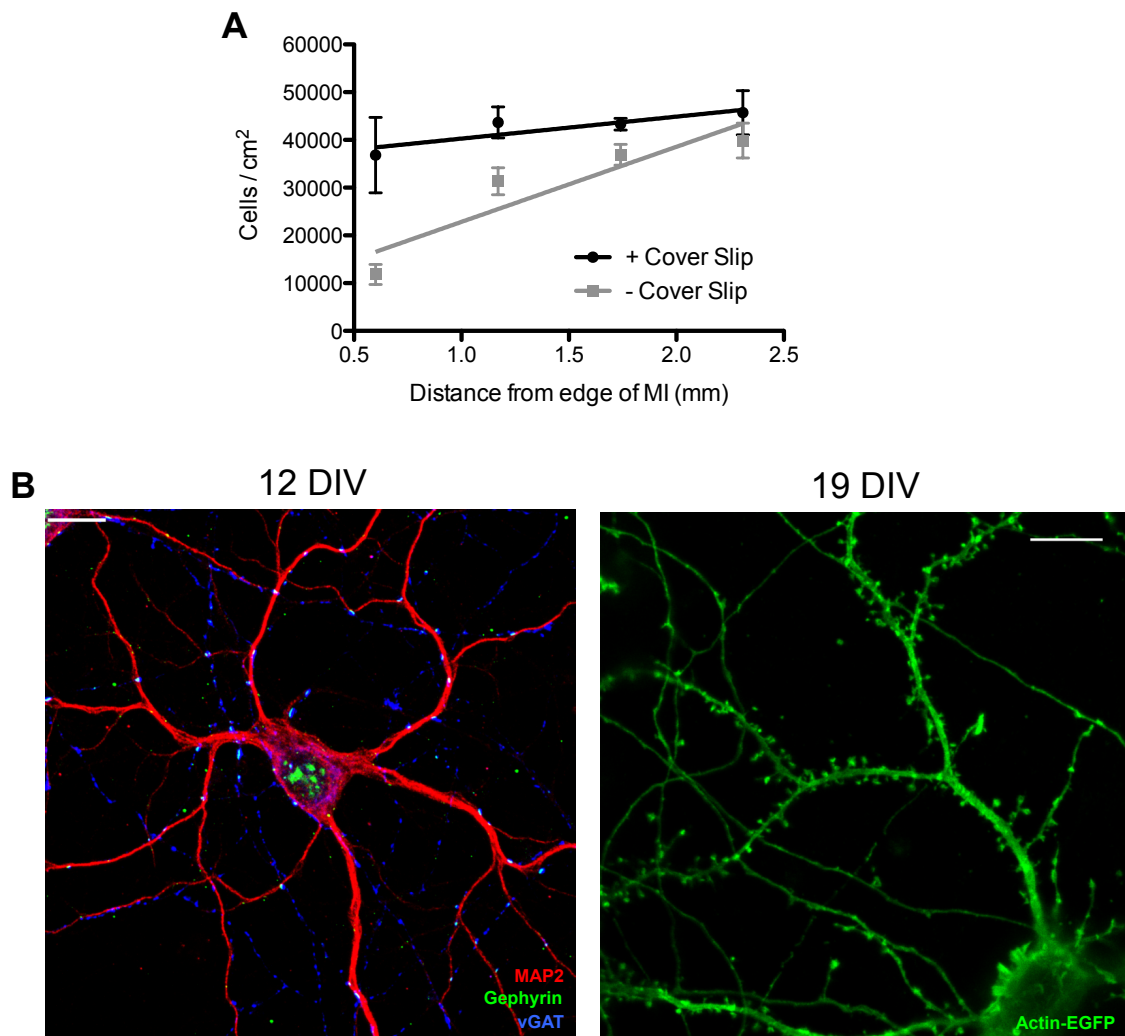 A
60000
50000
40000
30000
20000
10000
0
Cells / cm²
+ Cover Slip
- Cover Slip
0.5 1.0 1.5 2.0 2.5
Distance from edge of MI (mm)
B
12 DIV
19 DIV
MAP2
Gephyrin
vGAT
Actin-EGFP